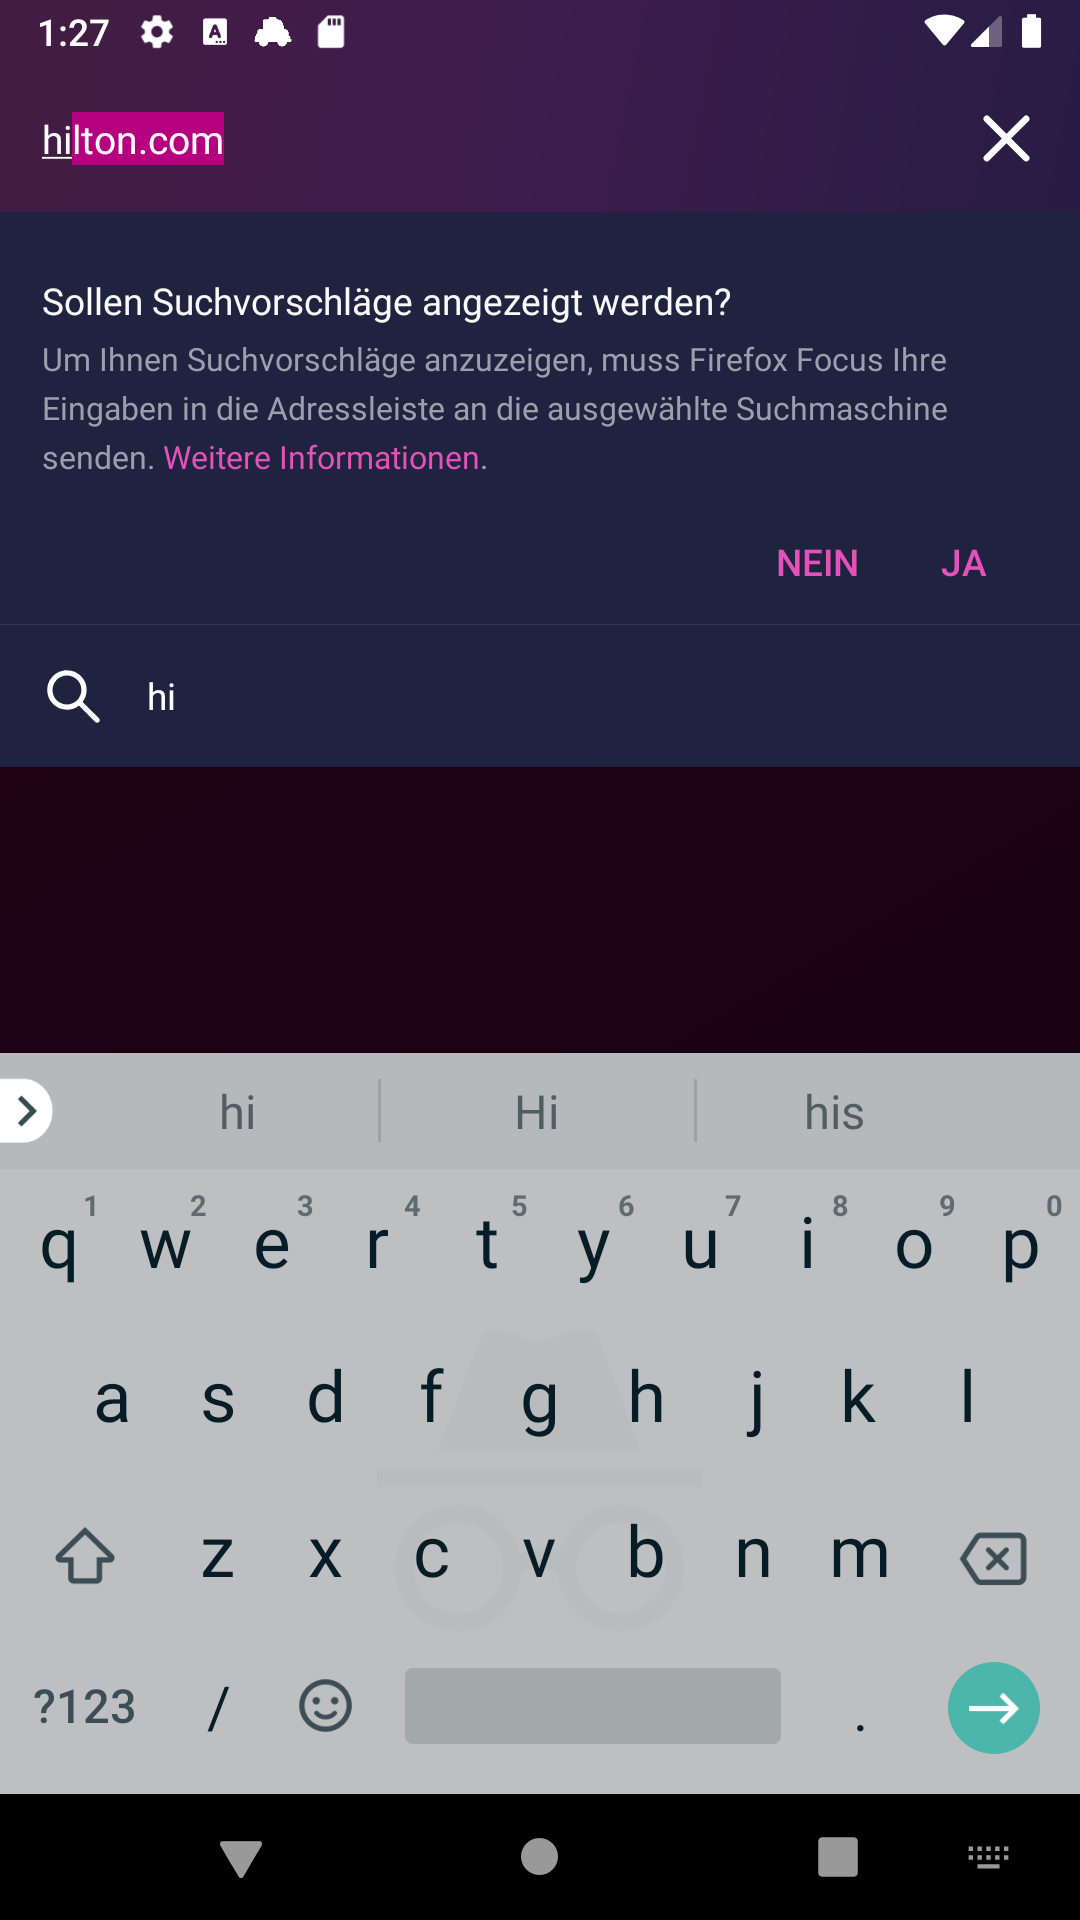 1:27
hilton.com
Sollen Suchvorschläge angezeigt werden?
Um Ihnen Suchvorschläge anzuzeigen, muss Firefox Focus Ihre
Eingaben in die Adressleiste an die ausgewählte Suchmaschine
senden. Weitere Informationen.
NEIN JA
hi
hi Hi his
1 2 3 4 5 6 7 8 9 0
q w e r t y u i o p
a s d f g h j k l
z x c v b n m
?123 / .